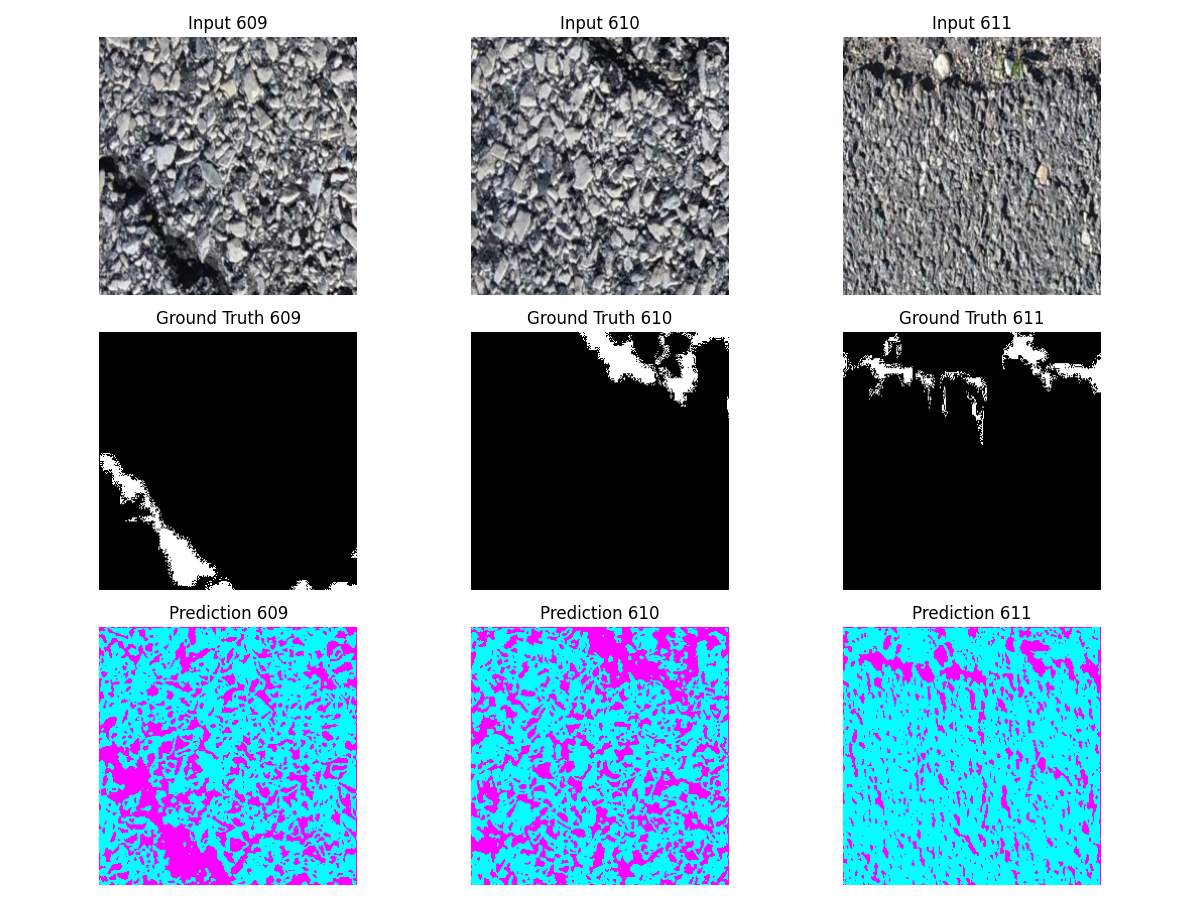 Input 609
Input 610
Input 611
Ground Truth 609
Ground Truth 610
Ground Truth 611
Prediction 609
Prediction 610
Prediction 611